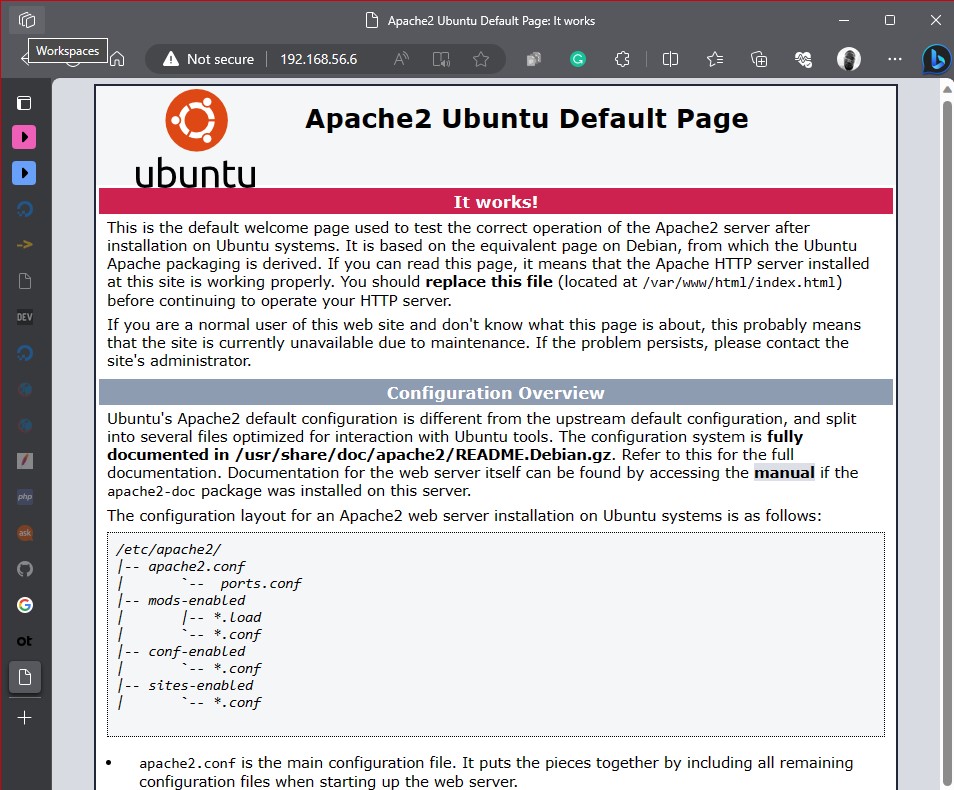 Apache2 Ubuntu Default Page: It works
Workspaces
Not secure
192.168.56.6
A
G
b
ubuntu
Apache2 Ubuntu Default Page
It works!
This is the default welcome page used to test the correct operation of the Apache2 server after
installation on Ubuntu systems. It is based on the equivalent page on Debian, from which the Ubuntu
Apache packaging is derived. If you can read this page, it means that the Apache HTTP server installed
at this site is working properly. You should replace this file (located at /var/www/html/index.html)
before continuing to operate your HTTP server.
If you are a normal user of this web site and don't know what this page is about, this probably means
that the site is currently unavailable due to maintenance. If the problem persists, please contact the
site's administrator.
Configuration Overview
Ubuntu's Apache2 default configuration is different from the upstream default configuration, and split
into several files optimized for interaction with Ubuntu tools. The configuration system is fully
documented in /usr/share/doc/apache2/README.Debian.gz. Refer to this for the full
documentation. Documentation for the web server itself can be found by accessing the manual if the
apache2-doc package was installed on this server.
The configuration layout for an Apache2 web server installation on Ubuntu systems is as follows:
/etc/apache2/
|-- apache2.conf
|       `--  ports.conf
|-- mods-enabled
|       |-- *.load
|       `-- *.conf
|-- conf-enabled
|       `-- *.conf
|-- sites-enabled
|       `-- *.conf
• apache2.conf is the main configuration file. It puts the pieces together by including all remaining
configuration files when starting up the web server.
DEV
php
ask
G
ot